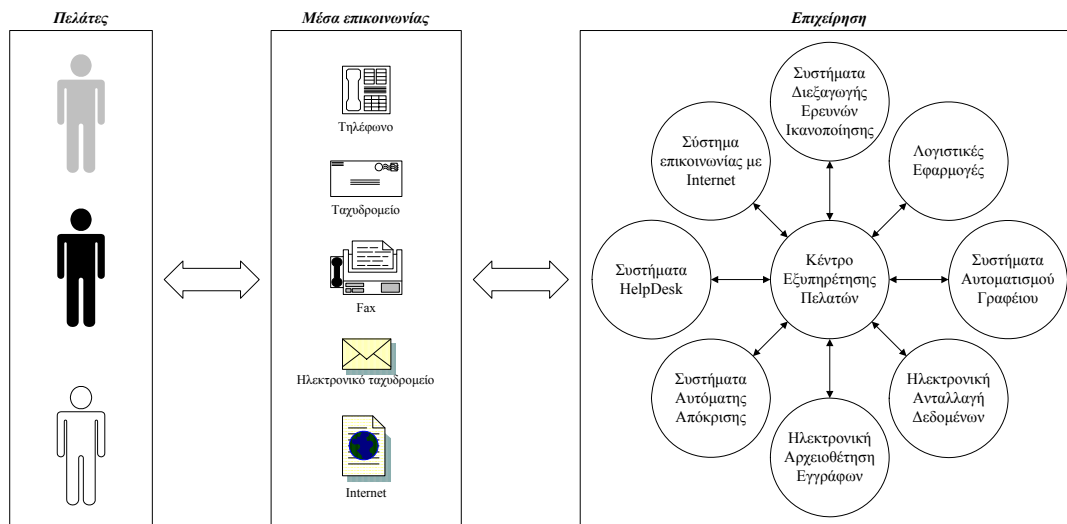 Πελάτες
Μέσα επικοινωνίας
Τηλέφωνο
Ταχυδρομείο
Fax
Ηλεκτρονικό ταχυδρομείο
Internet
Επιχείρηση
Συστήματα
Διεξαγωγής
Ερευνών
Ικανοποίησης
Σύστημα
επικοινωνίας με
Internet
Λογιστικές
Εφαρμογές
Συστήματα
HelpDesk
Κέντρο
Εξυπηρέτησης
Πελατών
Συστήματα
Αυτοματισμού
Γραφέιου
Συστήματα
Αυτόματης
Απόκρισης
Ηλεκτρονική
Ανταλλαγή
Δεδομένων
Ηλεκτρονική
Αρχειοθέτηση
Εγγράφων